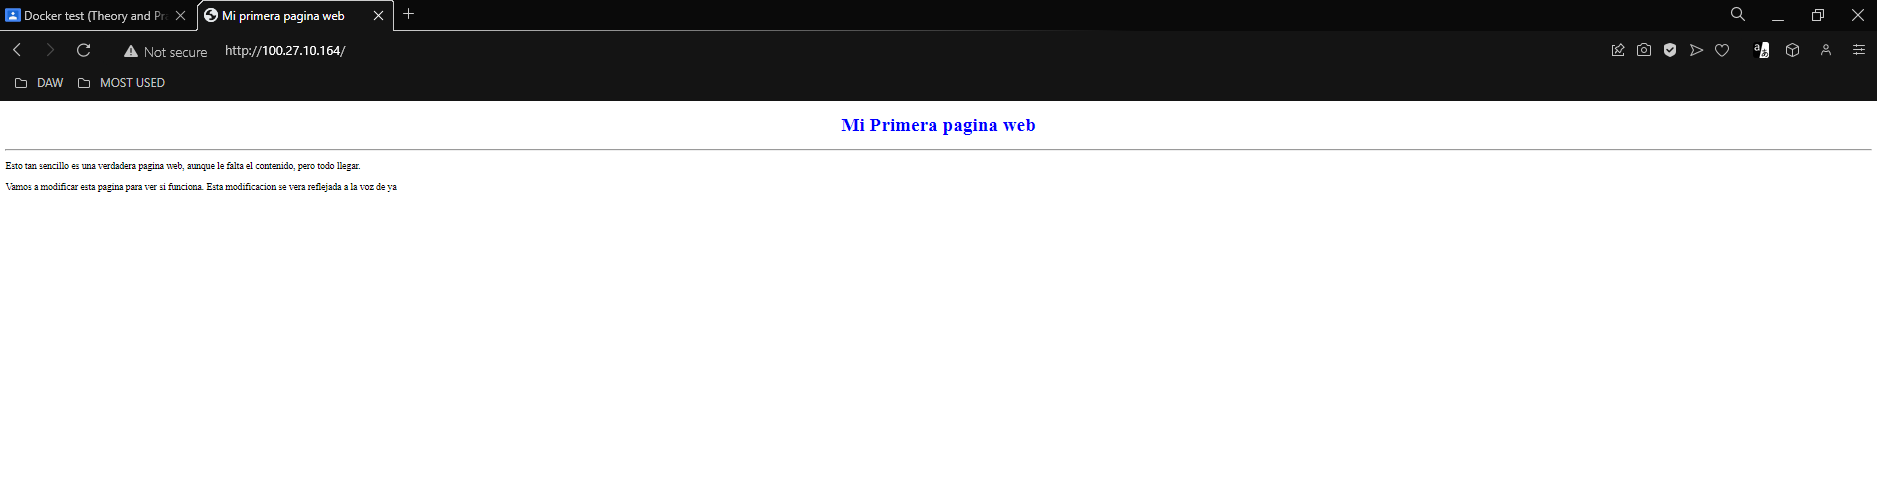 Docker test (Theory and Pra
Mi primera pagina web
Not secure
http://100.27.10.164/
DAW
MOST USED
Mi Primera pagina web
Esto tan sencillo es una verdadera pagina web, aunque le falta el contenido, pero todo llegar.
Vamos a modificar esta pagina para ver si funciona. Esta modificacion se vera reflejada a la voz de ya